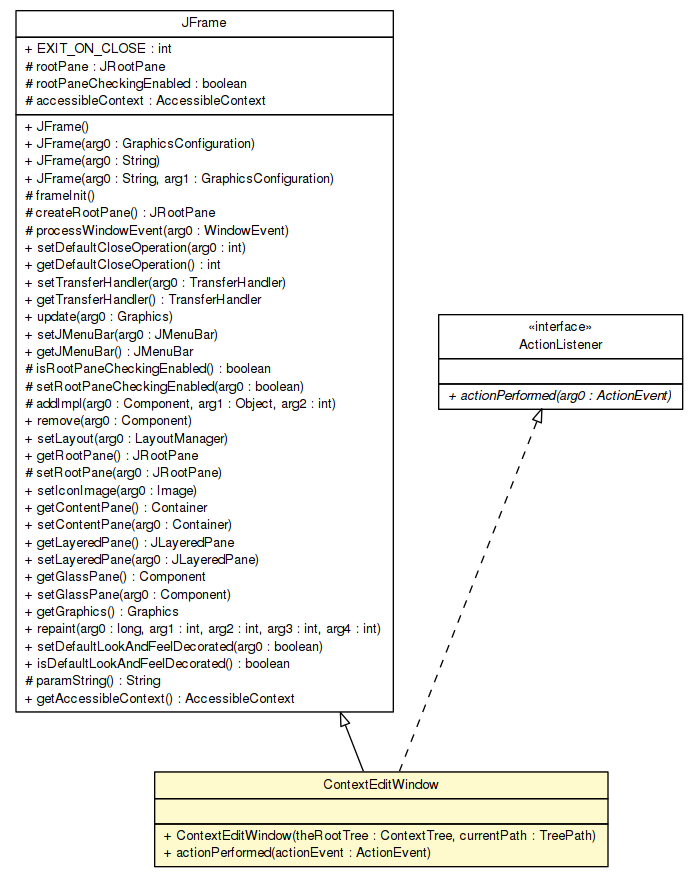 JFrame
+ EXIT_ON_CLOSE : int
# rootPane : JRootPane
# rootPaneCheckingEnabled : boolean
# accessibleContext : AccessibleContext
+ JFrame()
+ JFrame(arg0 : GraphicsConfiguration)
+ JFrame(arg0 : String)
+ JFrame(arg0 : String, arg1 : GraphicsConfiguration)
# frameInit()
# createRootPane() : JRootPane
# processWindowEvent(arg0 : WindowEvent)
+ setDefaultCloseOperation(arg0 : int)
+ getDefaultCloseOperation() : int
+ setTransferHandler(arg0 : TransferHandler)
+ getTransferHandler() : TransferHandler
+ update(arg0 : Graphics)
+ setJMenuBar(arg0 : JMenuBar)
+ getJMenuBar() : JMenuBar
# isRootPaneCheckingEnabled() : boolean
# setRootPaneCheckingEnabled(arg0 : boolean)
# addImpl(arg0 : Component, arg1 : Object, arg2 : int)
+ remove(arg0 : Component)
+ setLayout(arg0 : LayoutManager)
+ getRootPane() : JRootPane
# setRootPane(arg0 : JRootPane)
+ setIconImage(arg0 : Image)
+ getContentPane() : Container
+ setContentPane(arg0 : Container)
+ getLayeredPane() : JLayeredPane
+ setLayeredPane(arg0 : JLayeredPane)
+ getGlassPane() : Component
+ setGlassPane(arg0 : Component)
+ getGraphics() : Graphics
+ repaint(arg0 : long, arg1 : int, arg2 : int, arg3 : int, arg4 : int)
+ setDefaultLookAndFeelDecorated(arg0 : boolean)
+ isDefaultLookAndFeelDecorated() : boolean
# paramString() : String
+ getAccessibleContext() : AccessibleContext
«interface»
ActionListener
+ actionPerformed(arg0 : ActionEvent)
ContextEditWindow
+ ContextEditWindow(theRootTree : ContextTree, currentPath : TreePath)
+ actionPerformed(actionEvent : ActionEvent)